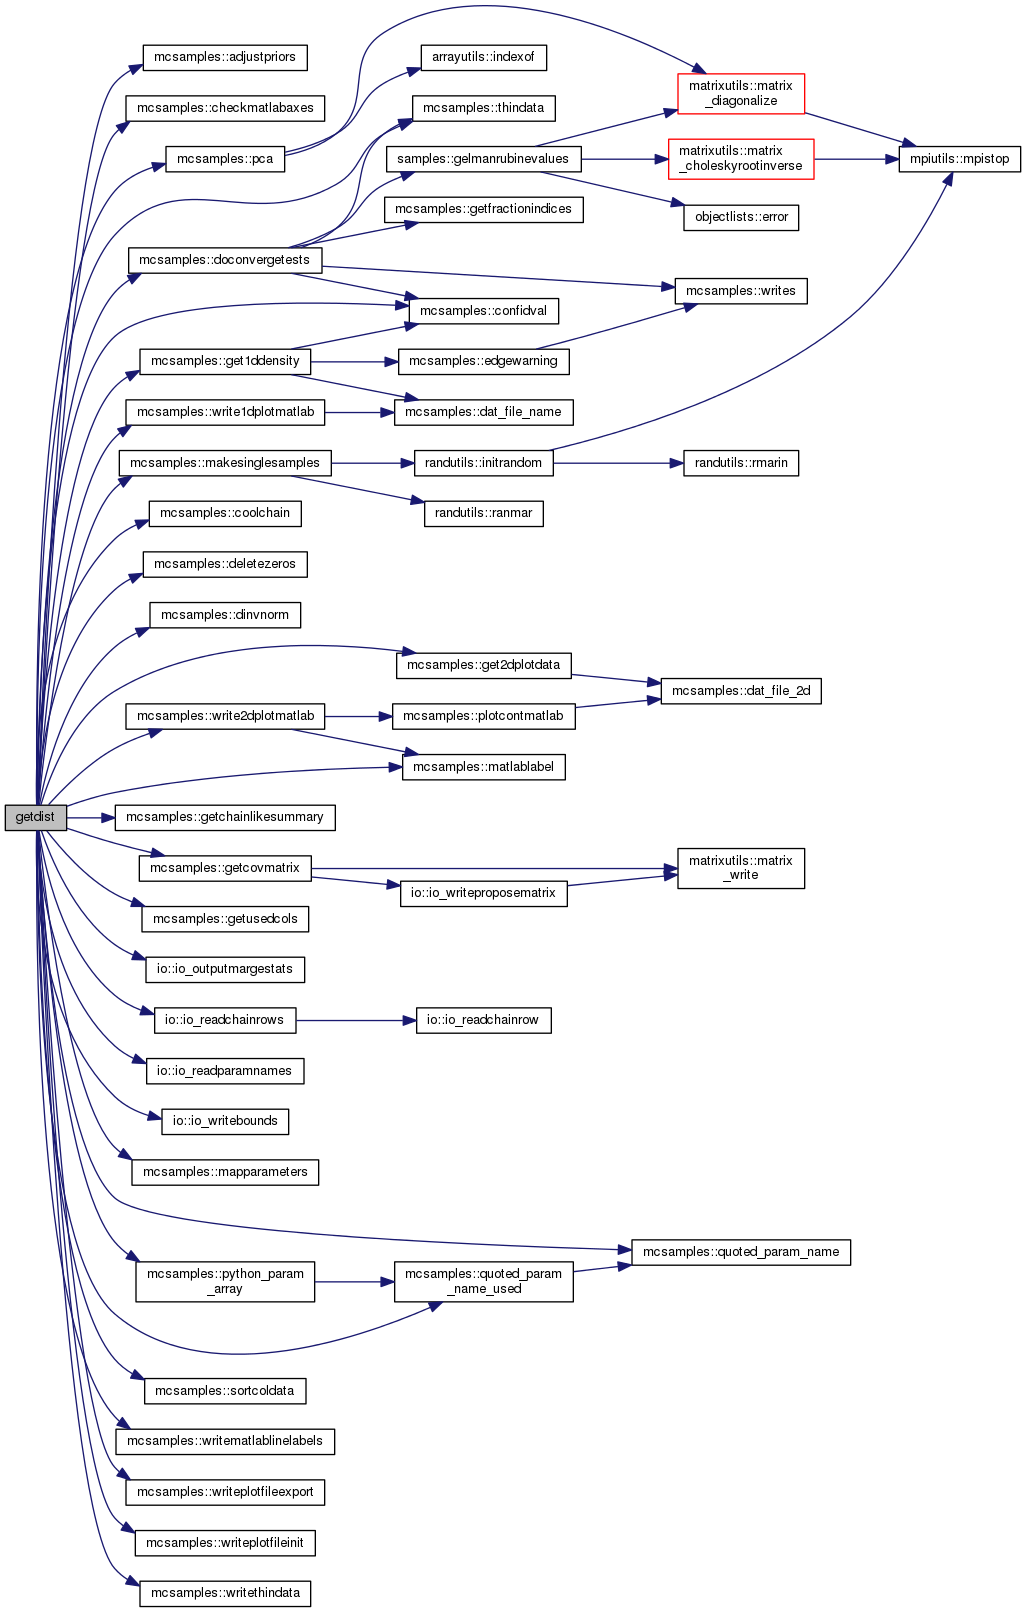 mcsamples::adjustpriors
arrayutils::indexof
matrixutils::matrix
_diagonalize
mcsamples::checkmatlabaxes
mcsamples::thindata
mcsamples::pca
samples::gelmanrubinevalues
matrixutils::matrix
_choleskyrootinverse
mpiutils::mpistop
mcsamples::getfractionindices
objectlists::error
mcsamples::doconvergetests
mcsamples::writes
mcsamples::confidval
mcsamples::get1ddensity
mcsamples::edgewarning
mcsamples::write1dplotmatlab
mcsamples::dat_file_name
mcsamples::makesinglesamples
randutils::initrandom
randutils::rmarin
mcsamples::coolchain
randutils::ranmar
mcsamples::deletezeros
mcsamples::dinvnorm
mcsamples::get2dplotdata
mcsamples::dat_file_2d
mcsamples::write2dplotmatlab
mcsamples::plotcontmatlab
mcsamples::matlablabel
getdist
mcsamples::getchainlikesummary
mcsamples::getcovmatrix
matrixutils::matrix
_write
io::io_writeproposematrix
mcsamples::getusedcols
io::io_outputmargestats
io::io_readchainrows
io::io_readchainrow
io::io_readparamnames
io::io_writebounds
mcsamples::mapparameters
mcsamples::quoted_param_name
mcsamples::python_param
_array
mcsamples::quoted_param
_name_used
mcsamples::sortcoldata
mcsamples::writematlablinelabels
mcsamples::writeplotfileexport
mcsamples::writeplotfileinit
mcsamples::writethindata